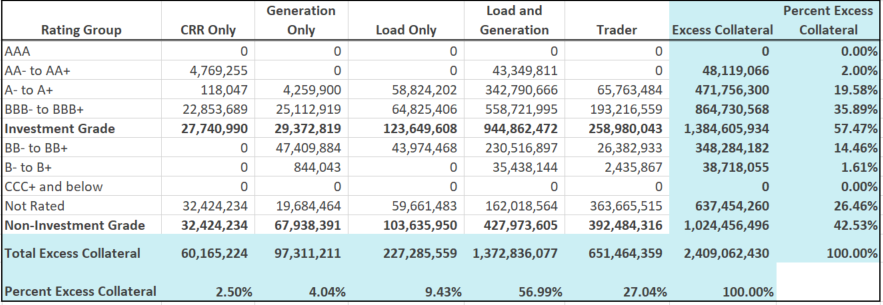 Generation Load and Percent Excess
Rating Group CRR Only Only Load Only Generation Trader Excess Collateral Collateral
AAA 0 0 0 0 0 0 0.00%
AA- to AA+ 4,769,255 0 0 43,349,811 0 48,119,066 2.00%
A- to A+ 118,047 4,259,900 58,824,202 342,790,666 65,763,484 471,756,300 19.58%
BBB- to BBB+ 22,853,689 25,112,919 64,825,406 558,721,995 193,216,559 864,730,568 35.89%
Investment Grade 27,740,990 29,372,819 123,649,608 944,862,472 258,980,043 1,384,605,934 57.47%
BB- to BB+ 0 47,409,884 43,974,468 230,516,897 26,382,933 348,284,182 14.46%
B- to B+ 0 844,043 0 35,438,144 2,435,867 38,718,055 1.61%
CCC+ and below 0 0 0 0 0 0 0.00%
Not Rated 32,424,234 19,684,464 59,661,483 162,018,564 363,665,515 637,454,260 26.46%
Non-Investment Grade 32,424,234 67,938,391 103,635,950 427,973,605 392,484,316 1,024,456,496 42.53%
Total Excess Collateral 60,165,224 97,311,211 227,285,559 1,372,836,077 651,464,359 2,409,062,430 100.00%
Percent Excess Collateral 2.50% 4.04% 9.43% 56.99% 27.04% 100.00%